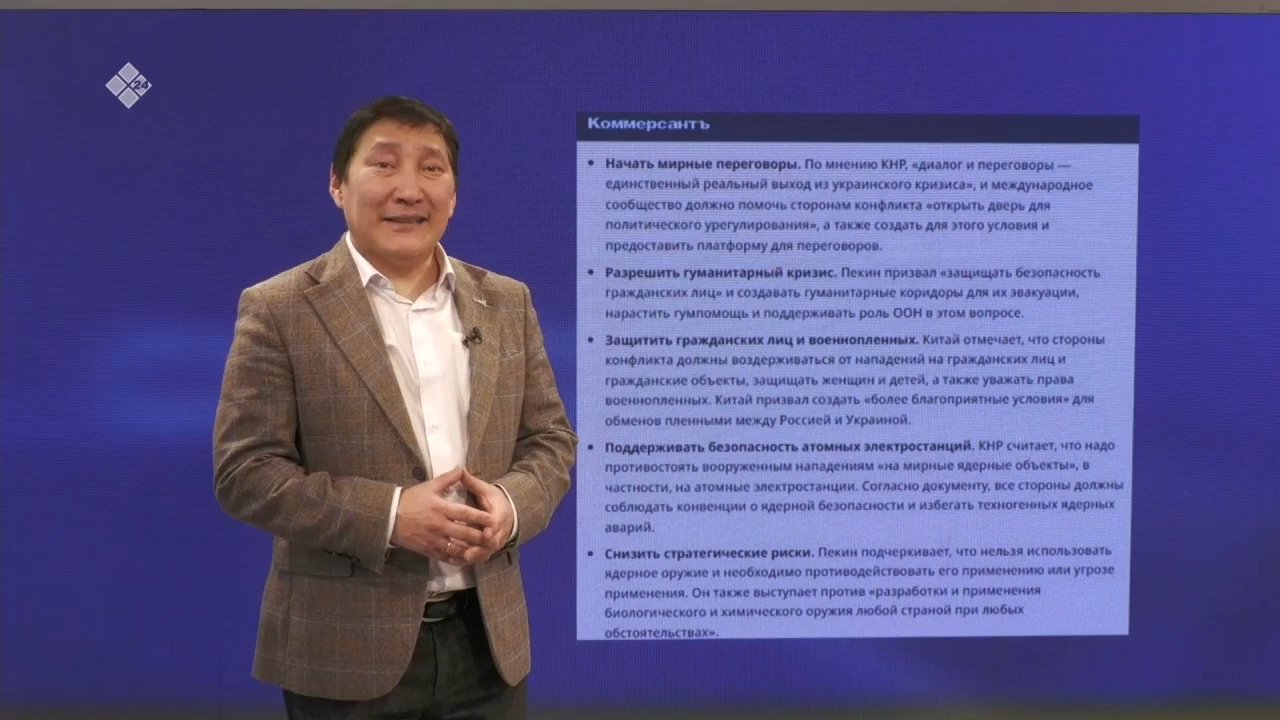 X24
Коммерсантъ
• Начать мирные переговоры. По мнению КНР, «диалог и переговоры —
единственный реальный выход из украинского кризиса», и международное
сообщество должно помочь сторонам конфликта «открыть дверь для
политического урегулирования», а также создать для этого условия и
предоставить платформу для переговоров.
• Разрешить гуманитарный кризис. Пекин призвал «защищать безопасность
гражданских лиц» и создавать гуманитарные коридоры для их эвакуации,
нарастить гумпомощь и поддерживать роль ООН в этом вопросе.
• Защитить гражданских лиц и военнопленных. Китай отмечает, что стороны
конфликта должны воздерживаться от нападений на гражданских лиц и
гражданские объекты, защищать женщин и детей, а также уважать права
военнопленных. Китай призвал создать «более благоприятные условия» для
обменов пленными между Россией и Украиной.
• Поддерживать безопасность атомных электростанций. КНР считает, что надо
противостоять вооруженным нападениям «на мирные ядерные объекты», в
частности, на атомные электростанции. Согласно документу, все стороны должны
соблюдать конвенции о ядерной безопасности и избегать техногенных ядерных
аварий.
• Снизить стратегические риски. Пекин подчеркивает, что нельзя использовать
ядерное оружие и необходимо противодействовать его применению или угрозе
применения. Он также выступает против «разработки и применения
биологического и химического оружия любой страной при любых
обстоятельствах».